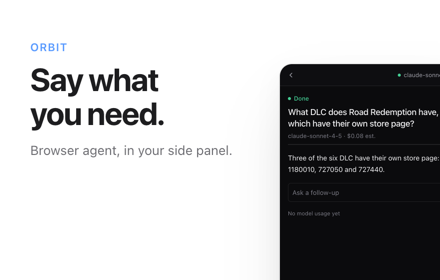 ORBIT
Say what
you need.
Browser agent, in your side panel.
claude-sonn
Done
What DLC does Road Redemption have,
which have their own store page?
claude-sonnet-4-5 · $0.08 est.
Three of the six DLC have their own store page:
1180010, 727050 and 727440.
Ask a follow-up
No model usage yet